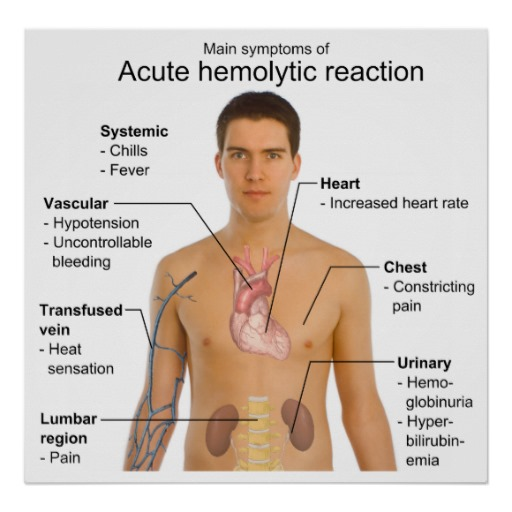 Main symptoms of
Acute hemolytic reaction
Systemic
- Chills
- Fever
Vascular
- Hypotension
- Uncontrollable
bleeding
Transfused
vein
- Heat
sensation
Lumbar
region
- Pain
Heart
- Increased heart rate
Chest
- Constricting
pain
Urinary
- Hemo-
globinuria
- Hyper-
bilirubin-
emia